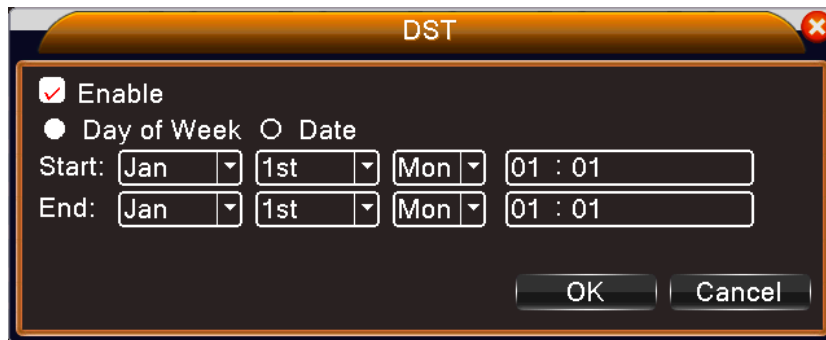 DST
Enable
Day of Week Date
Start: Jan 1st Mon 01 : 01
End: Jan 1st Mon 01 : 01
OK Cancel